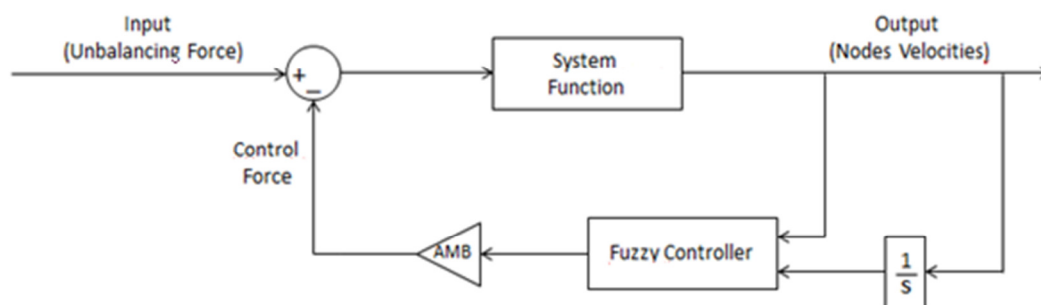 Input
(Unbalancing Force)
+
−
System
Function
Output
(Nodes Velocities)
Control
Force
AMB
Fuzzy Controller
1
s